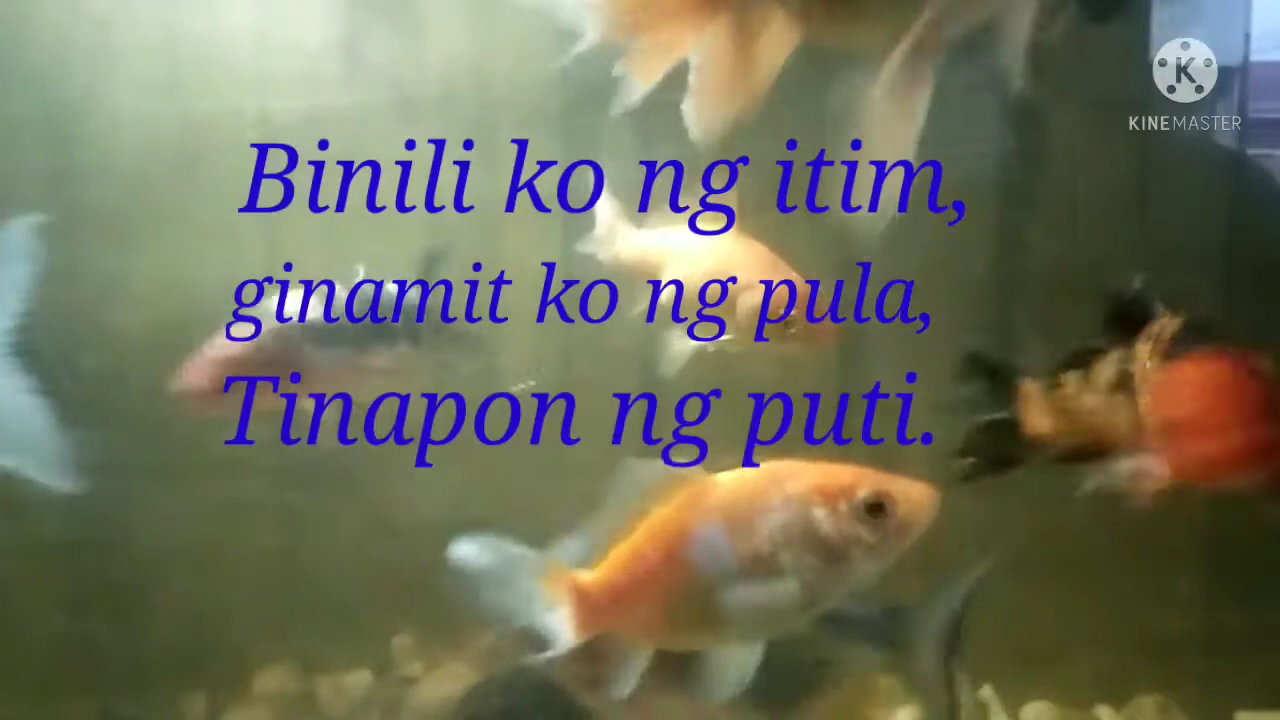 KINEMASTER
Binili ko ng itim,
ginamit ko ng pula,
Tinapon ng puti.